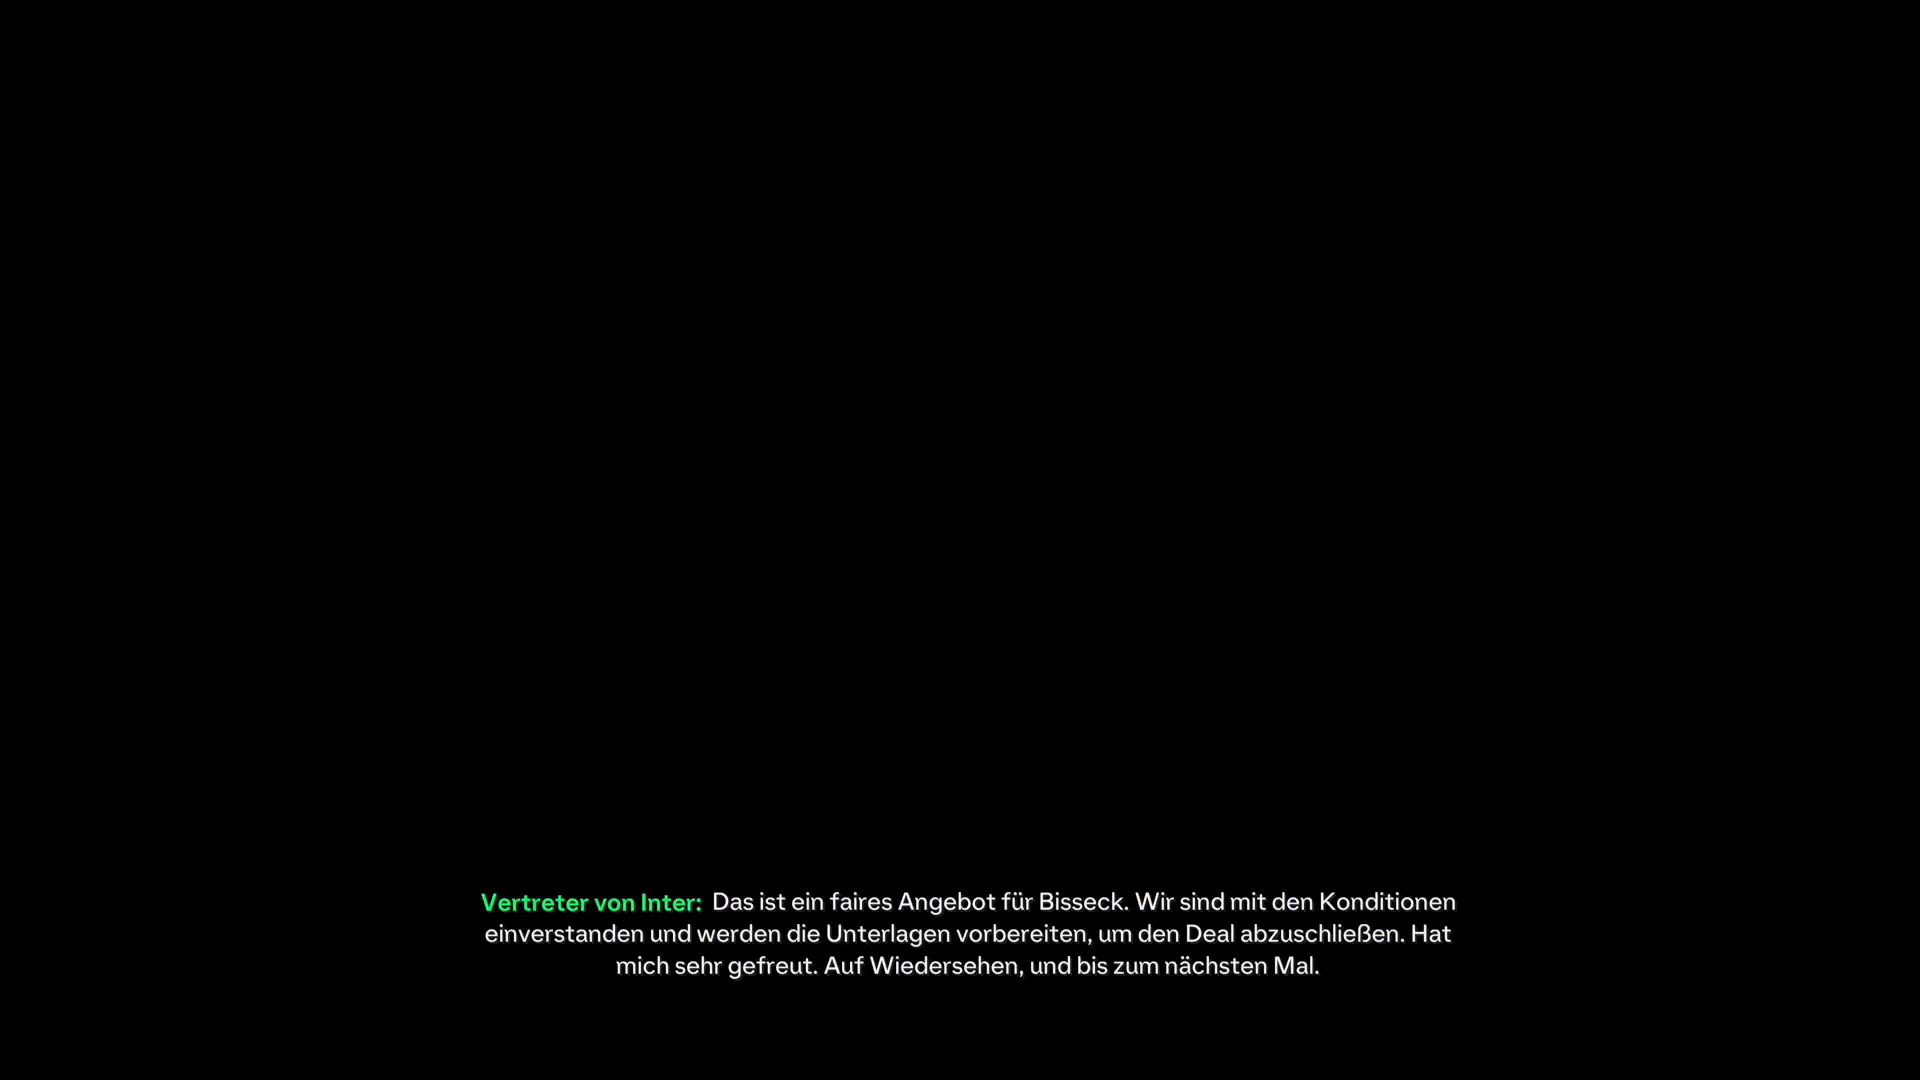 Vertreter von Inter: Das ist ein faires Angebot für Bisseck. Wir sind mit den Konditionen
einverstanden und werden die Unterlagen vorbereiten, um den Deal abzuschließen. Hat
mich sehr gefreut. Auf Wiedersehen, und bis zum nächsten Mal.